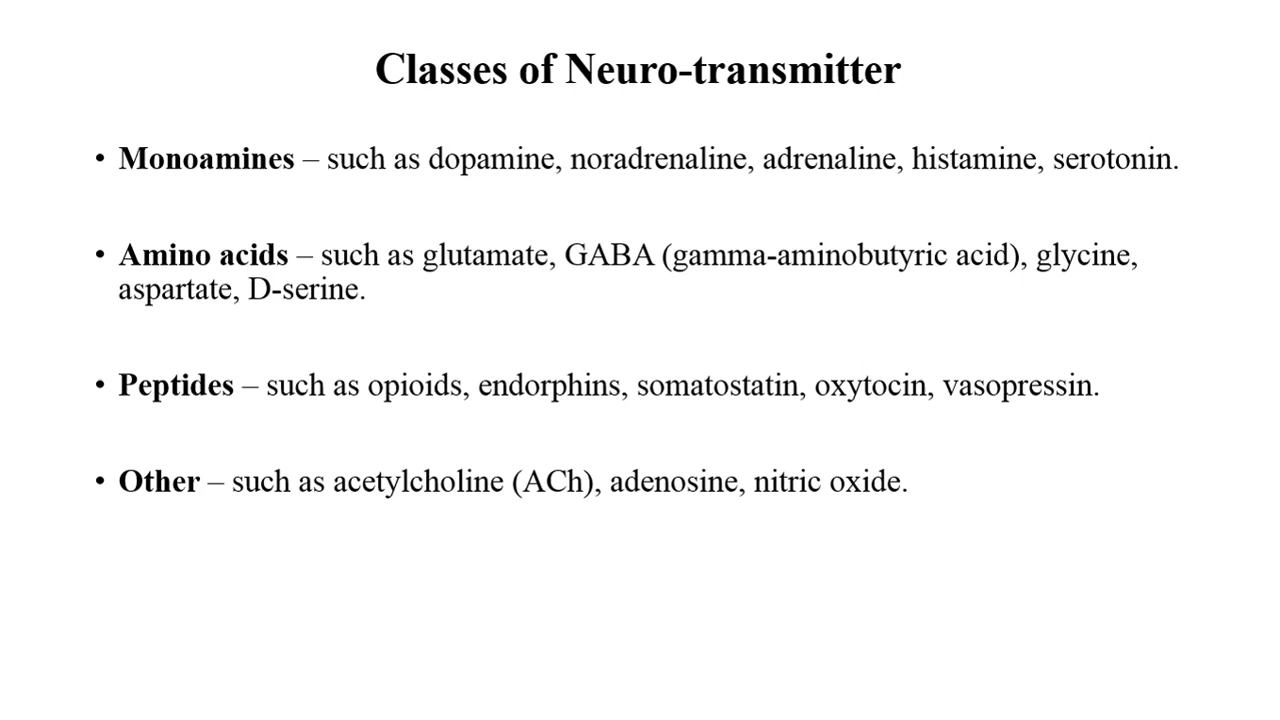 Classes of Neuro-transmitter
• Monoamines – such as dopamine, noradrenaline, adrenaline, histamine, serotonin.
• Amino acids – such as glutamate, GABA (gamma-aminobutyric acid), glycine,
aspartate, D-serine.
• Peptides – such as opioids, endorphins, somatostatin, oxytocin, vasopressin.
• Other – such as acetylcholine (ACh), adenosine, nitric oxide.